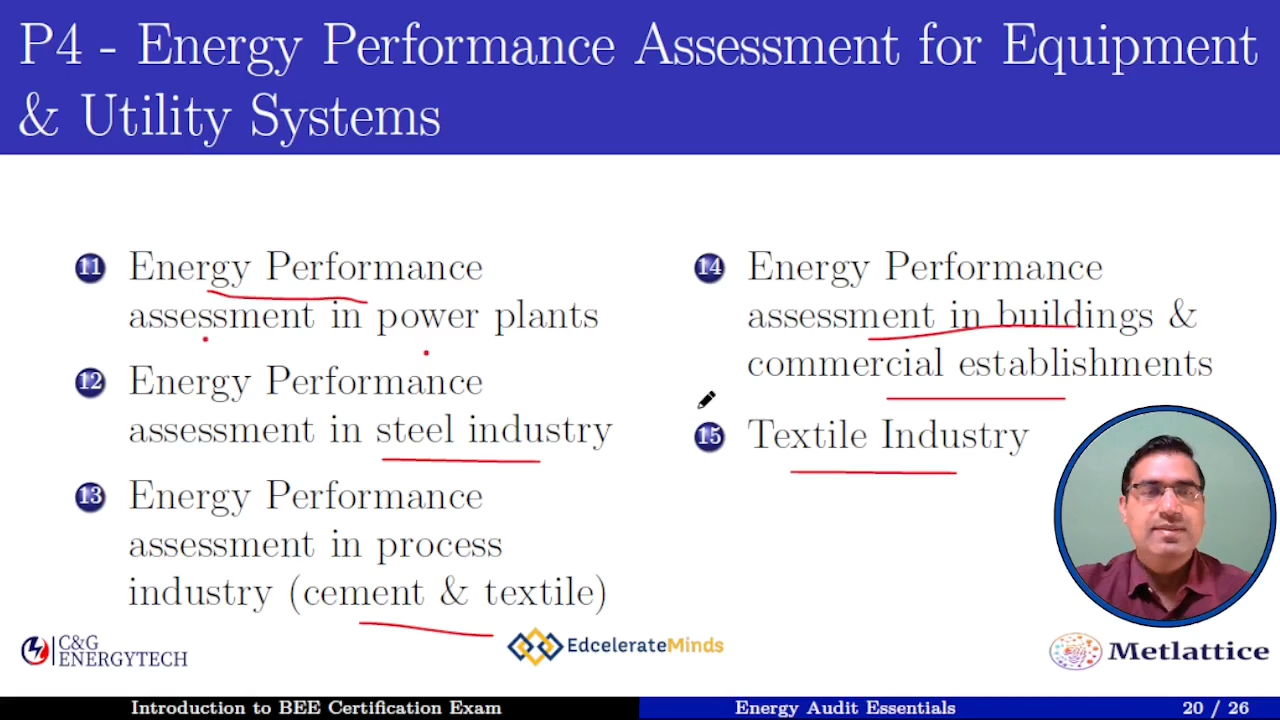 P4 - Energy Performance Assessment for Equipment
& Utility Systems
11 Energy Performance
assessment in power plants
12 Energy Performance
assessment in steel industry
13 Energy Performance
assessment in process
industry (cement & textile)
14 Energy Performance
assessment in buildings &
commercial establishments
15 Textile Industry
C&G
ENERGYTECH
EdcelerateMinds
Metlattice
Introduction to BEE Certification Exam
Energy Audit Essentials
20 / 26